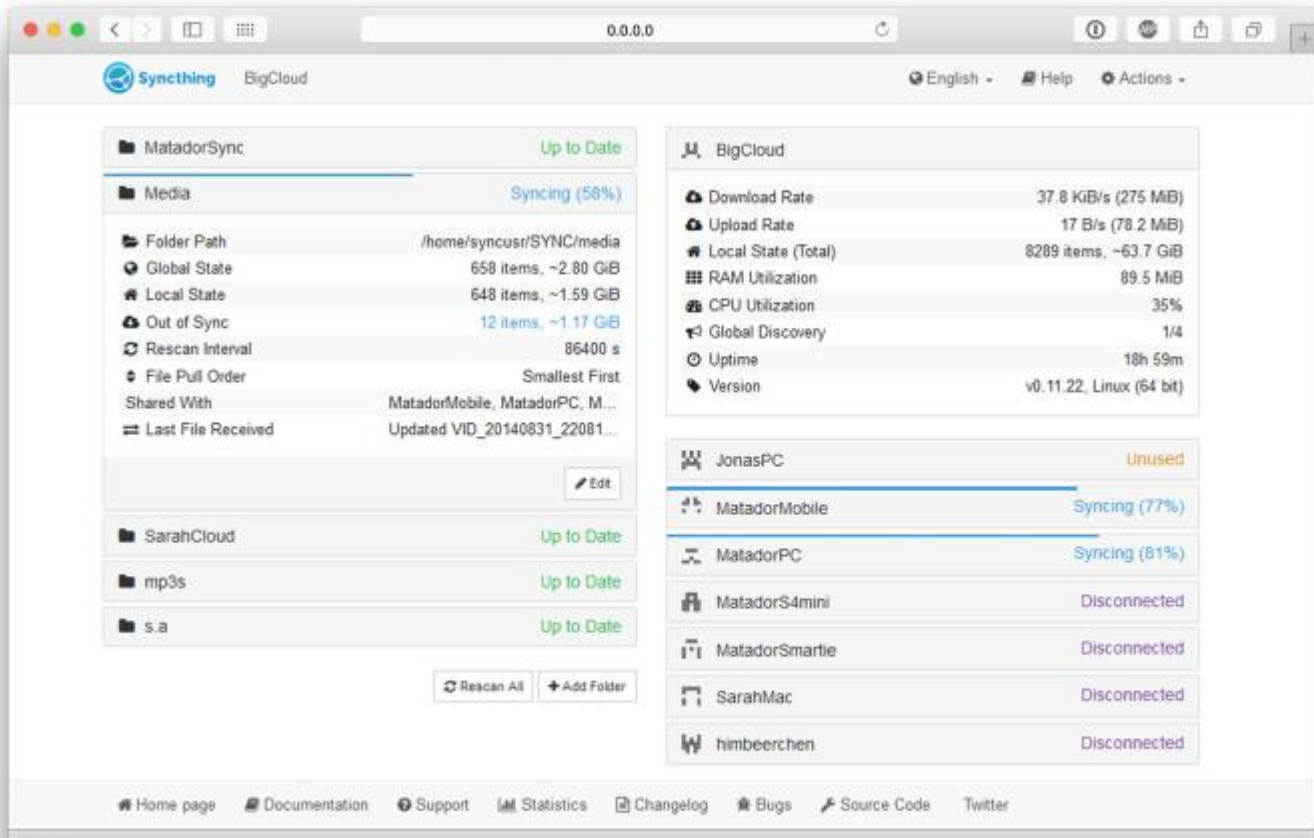 0.0.0.0
Syncthing BigCloud English Help Actions
MatadorSync Up to Date
Media Syncing (58%)
Folder Path /home/syncusr/SYNC/media
Global State 658 items, ~2.80 GiB
Local State 648 items, ~1.59 GiB
Out of Sync 12 items, ~1.17 GiB
Rescan Interval 86400 s
File Pull Order Smallest First
Shared With MatadorMobile, MatadorPC, M...
Last File Received Updated VID_20140831_22081...
Edit
SarahCloud Up to Date
mp3s Up to Date
s.a Up to Date
Rescan All Add Folder
BigCloud
Download Rate 37.8 KiB/s (275 MiB)
Upload Rate 17 B/s (78.2 MiB)
Local State (Total) 8289 items, ~63.7 GiB
RAM Utilization 89.5 MiB
CPU Utilization 35%
Global Discovery 1/4
Uptime 18h 59m
Version v0.11.22, Linux (64 bit)
JonasPC Unused
MatadorMobile Syncing (77%)
MatadorPC Syncing (81%)
MatadorS4mini Disconnected
MatadorSmartie Disconnected
SarahMac Disconnected
himbeerchen Disconnected
Home page Documentation Support Statistics Changelog Bugs Source Code Twitter